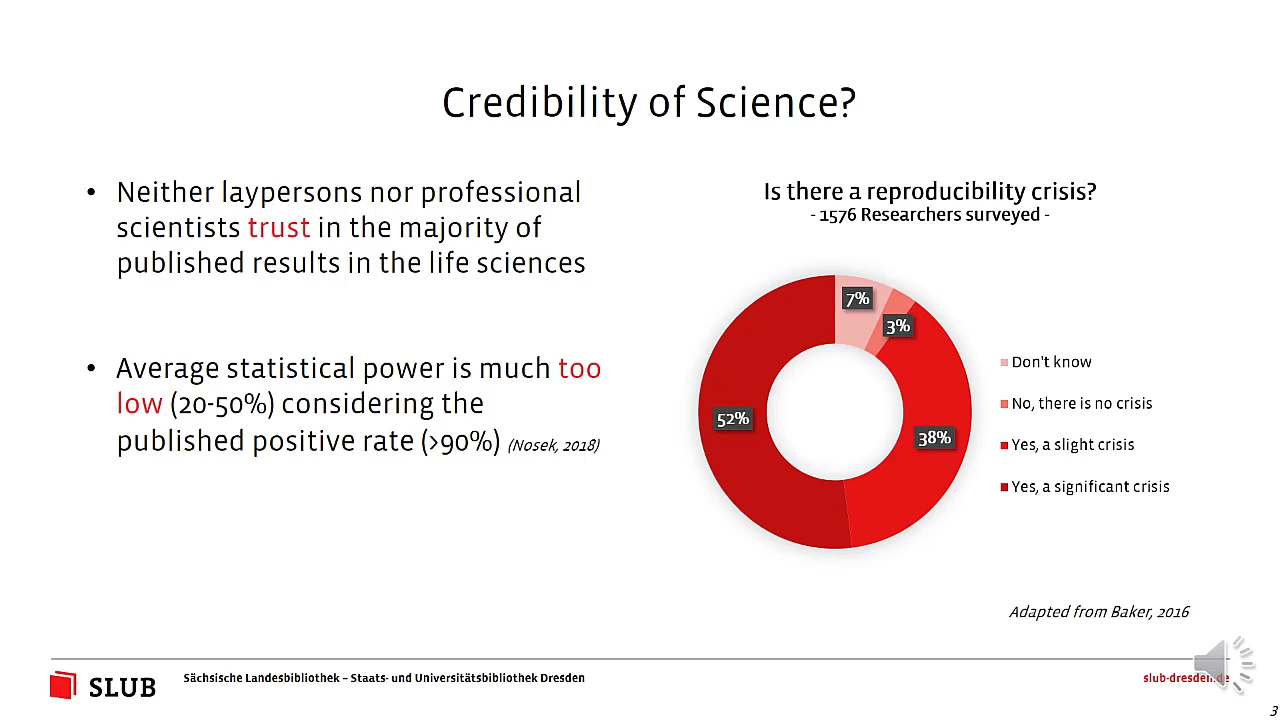 Credibility of Science?
• Neither laypersons nor professional
scientists trust in the majority of
published results in the life sciences
• Average statistical power is much too
low (20-50%) considering the
published positive rate (>90%) (Nosek, 2018)
Is there a reproducibility crisis?
- 1576 Researchers surveyed -
7%
3%
52%
38%
Don't know
No, there is no crisis
Yes, a slight crisis
Yes, a significant crisis
Adapted from Baker, 2016
SLUB
Sächsische Landesbibliothek – Staats- und Universitätsbibliothek Dresden
slub-dresden.de
3